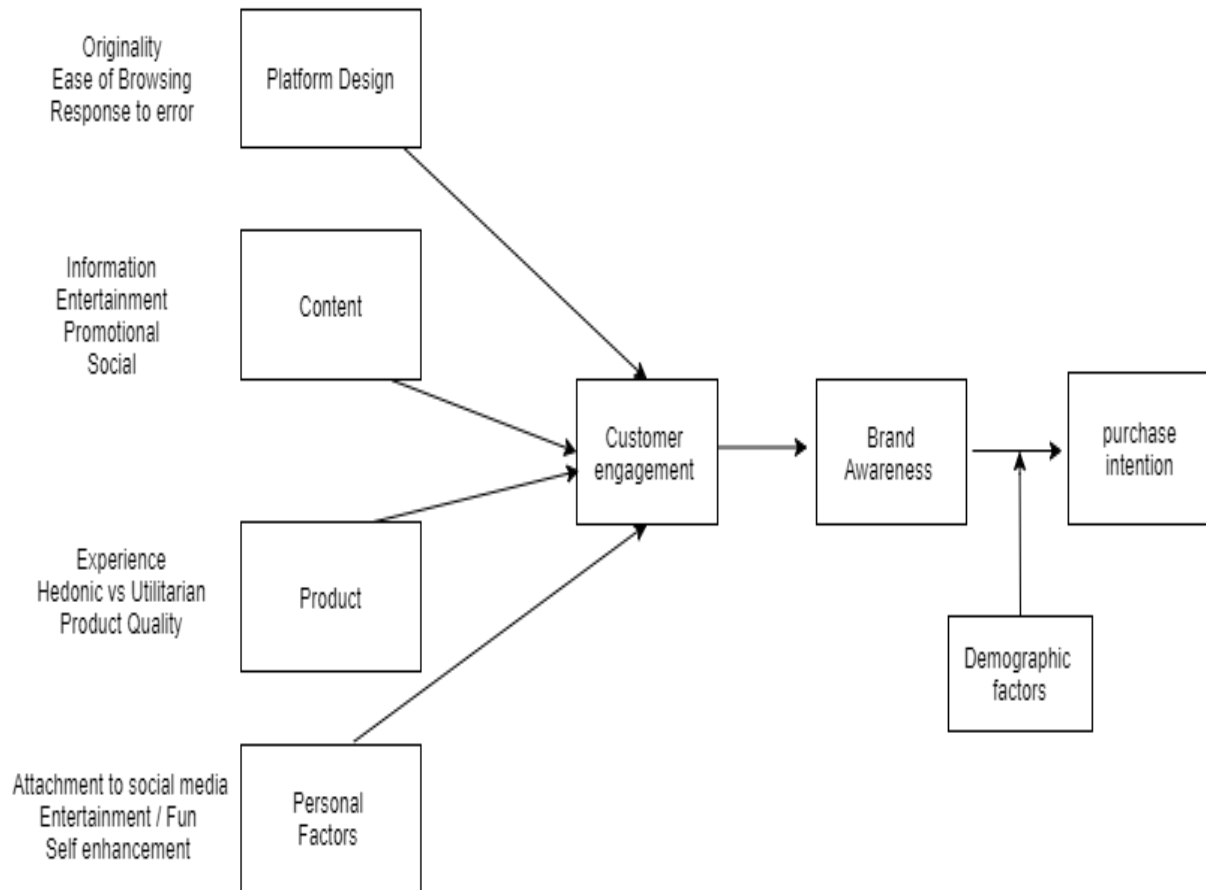 Originality
Ease of Browsing
Response to error
Platform Design
Information
Entertainment
Promotional
Social
Content
Experience
Hedonic vs Utilitarian
Product Quality
Product
Attachment to social media
Entertainment / Fun
Self enhancement
Personal
Factors
Customer
engagement
Brand
Awareness
purchase
intention
Demographic
factors